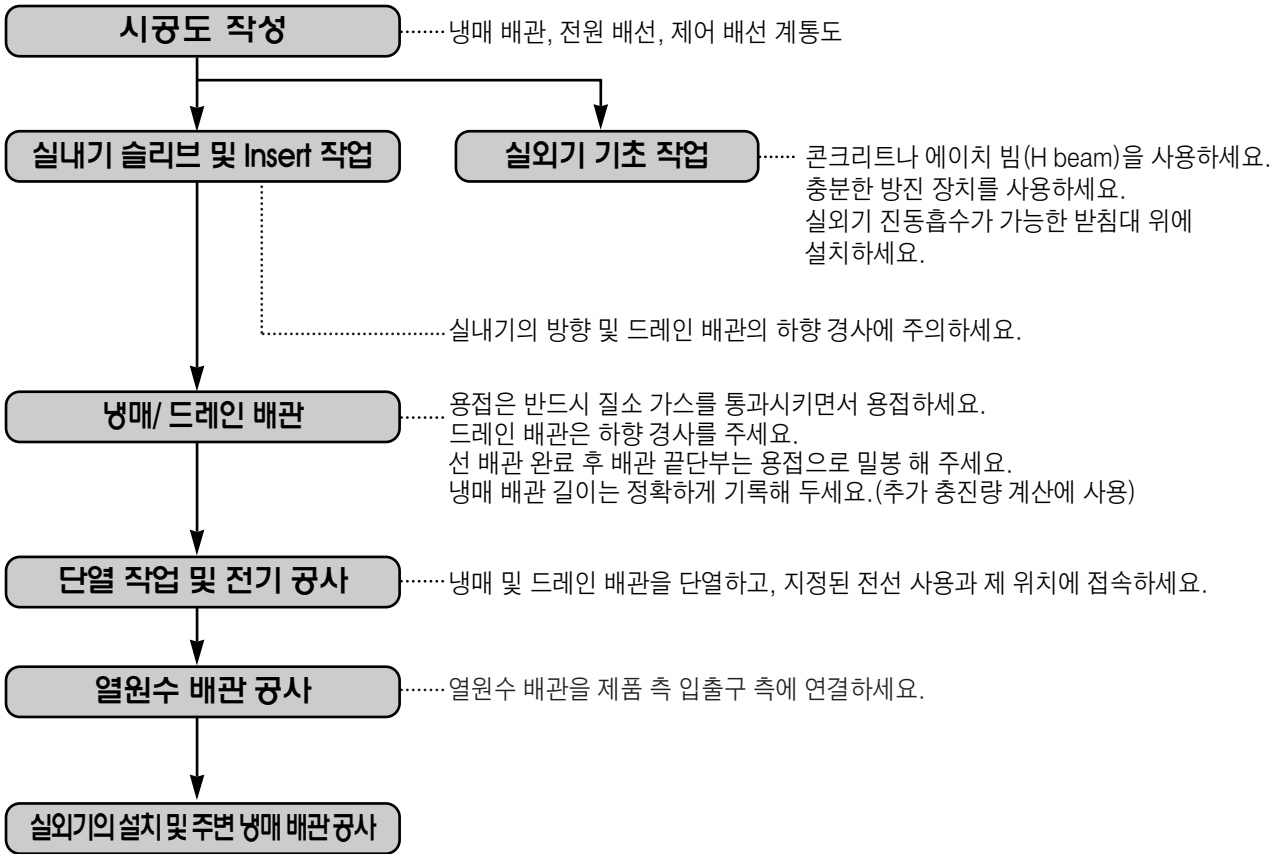 시공도 작성
냉매 배관, 전원 배선, 제어 배선 계통도
실내기 슬리브 및 Insert 작업
실외기 기초 작업
콘크리트나 에이치 빔(H beam)을 사용하세요.
충분한 방진 장치를 사용하세요.
실외기 진동흡수가 가능한 받침대 위에
설치하세요.
실내기의 방향 및 드레인 배관의 하향 경사에 주의하세요.
냉매/ 드레인 배관
용접은 반드시 질소 가스를 통과시키면서 용접하세요.
드레인 배관은 하향 경사를 주세요.
선 배관 완료 후 배관 끝단부는 용접으로 밀봉 해 주세요.
냉매 배관 길이는 정확하게 기록해 두세요.(추가 충진량 계산에 사용)
단열 작업 및 전기 공사
냉매 및 드레인 배관을 단열하고, 지정된 전선 사용과 제 위치에 접속하세요.
열원수 배관 공사
열원수 배관을 제품 측 입출구 측에 연결하세요.
실외기의 설치 및 주변 냉매 배관 공사